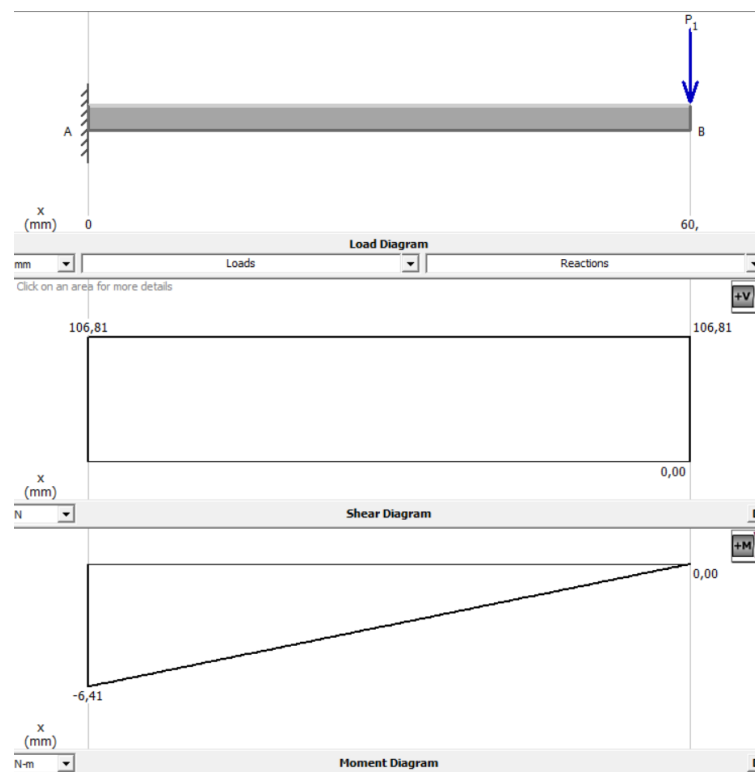 P1
A
B
x
(mm)
0
60,
Load Diagram
mm
Loads
Reactions
Click on an area for more details
+V
106,81
106,81
0,00
x
(mm)
N
Shear Diagram
+M
0,00
-6,41
x
(mm)
N-m
Moment Diagram